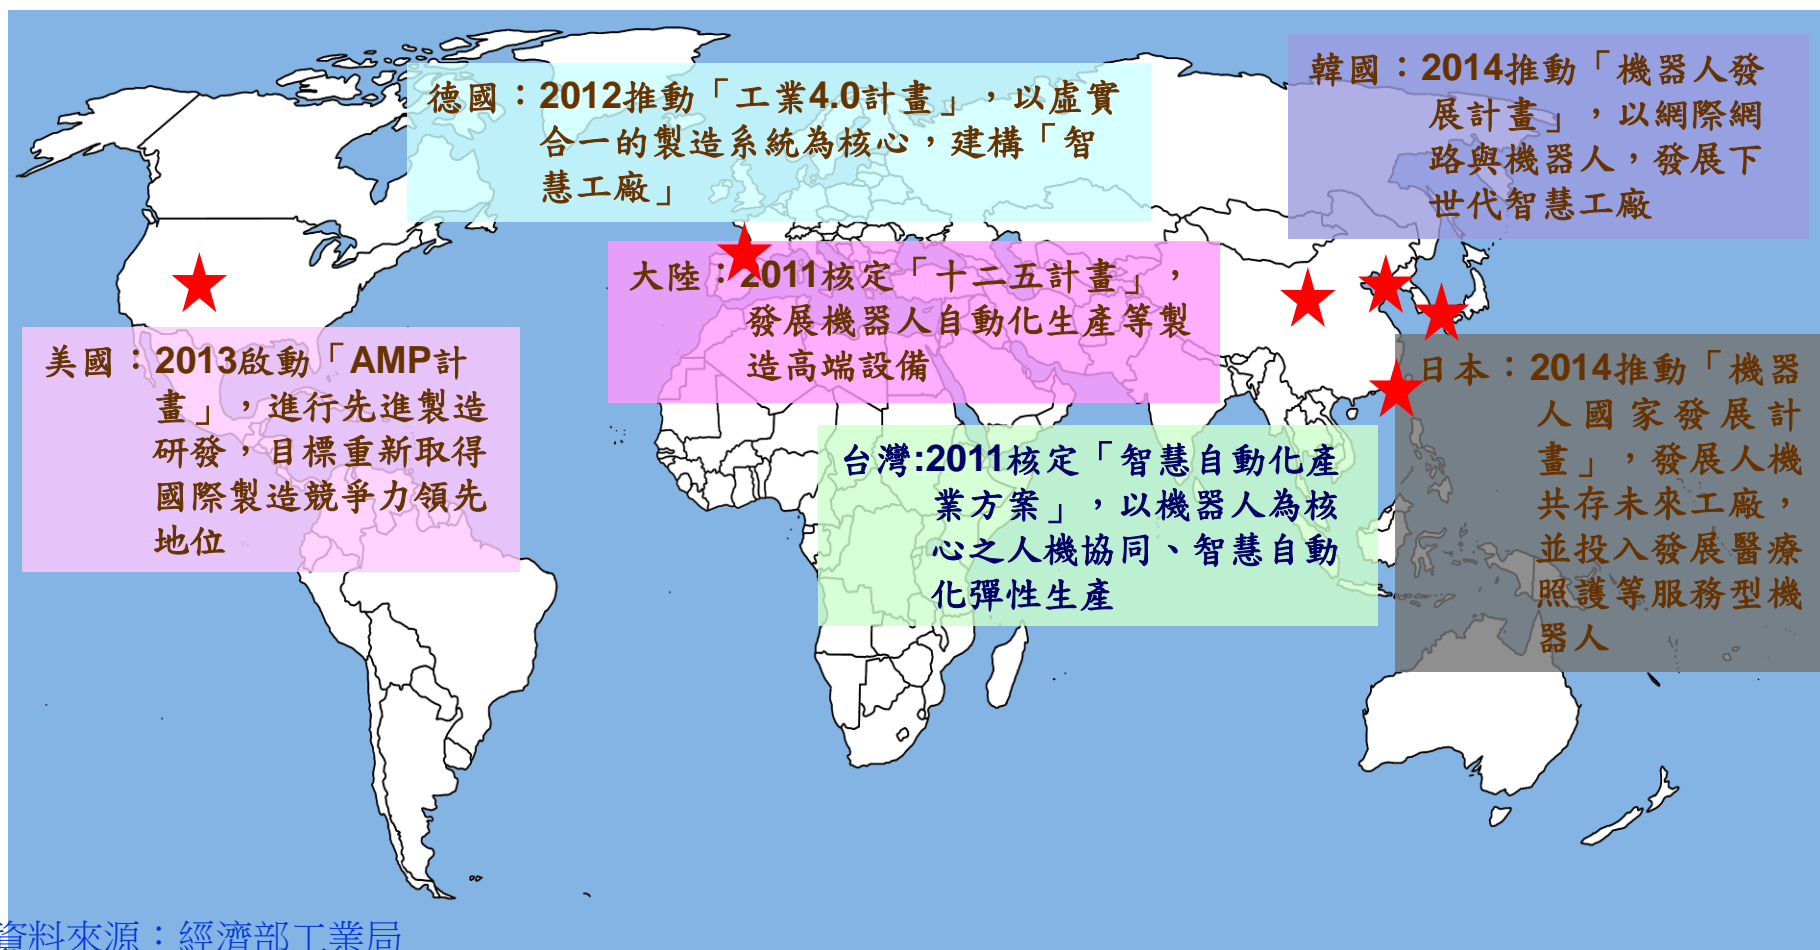 德國：2012推動「工業4.0計畫」，以虛實
合一的製造系統為核心，建構「智
慧工廠」
韓國：2014推動「機器人發
展計畫」，以網際網
路與機器人，發展下
世代智慧工廠
大陸：2011核定「十二五計畫」，
發展機器人自動化生產等製
造高端設備
美國：2013啟動「AMP計
畫」，進行先進製造
研發，目標重新取得
國際製造競爭力領先
地位
台灣:2011核定「智慧自動化產
業方案」，以機器人為核
心之人機協同、智慧自動
化彈性生產
日本：2014推動「機器
人國家發展計
畫」，發展人機
共存未來工廠，
並投入發展醫療
照護等服務型機
器人
資料來源：經濟部工業局